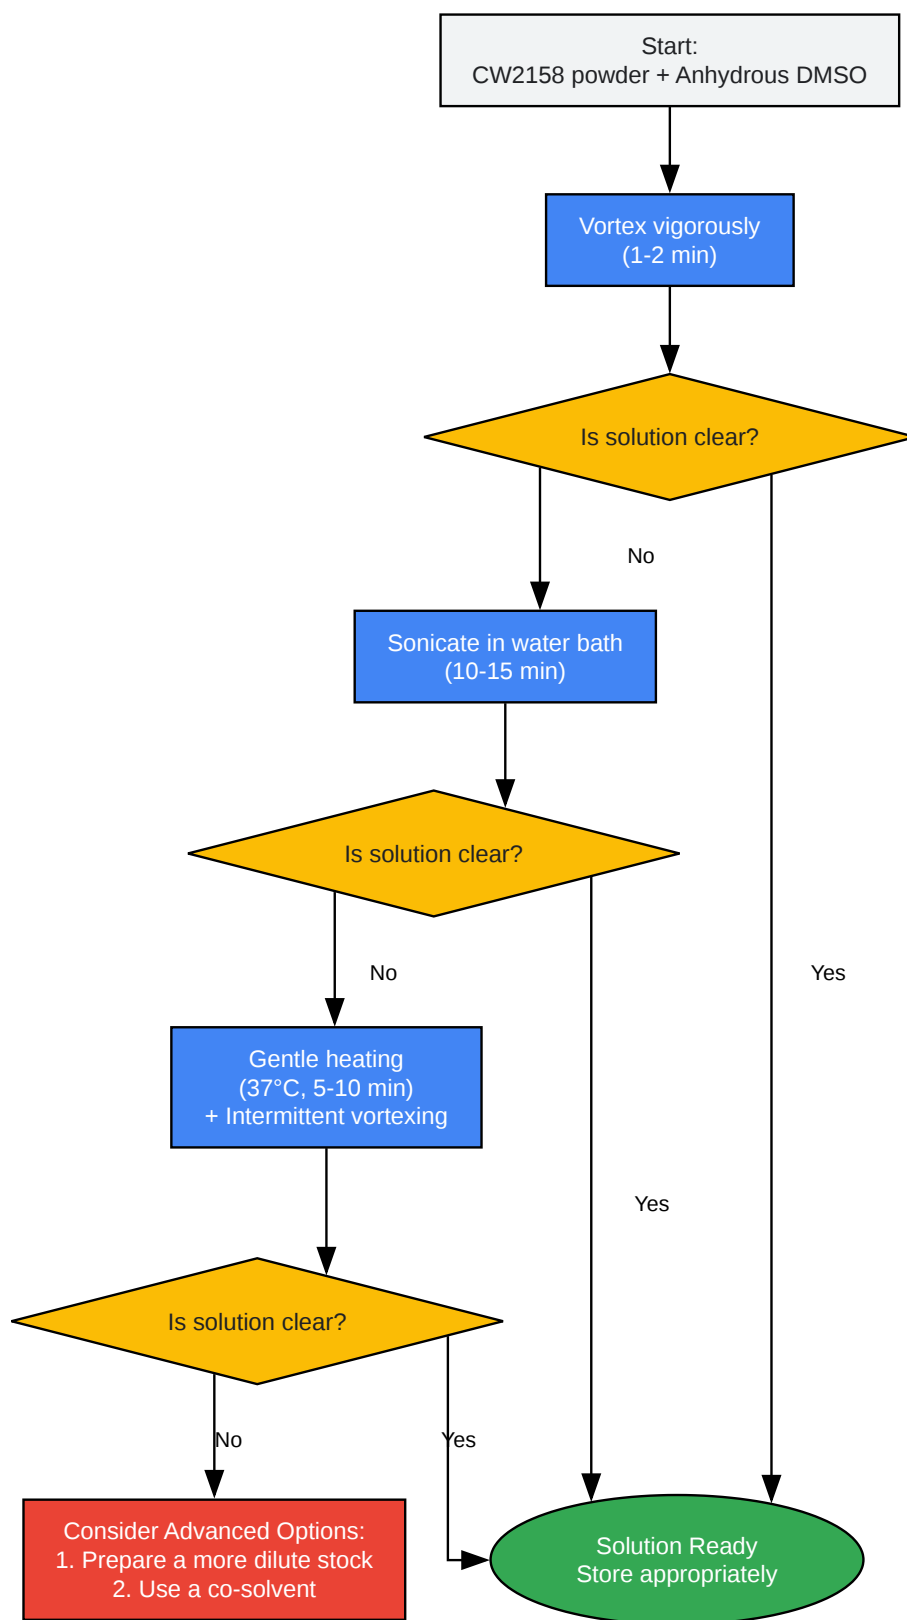 Start:
CW2158 powder + Anhydrous DMSO
Vortex vigorously
(1-2 min)
Is solution clear?
No
Sonicate in water bath
(10-15 min)
Is solution clear?
No
Yes
Gentle heating
(37°C, 5-10 min)
+ Intermittent vortexing
Yes
Is solution clear?
No
Yes
Consider Advanced Options:
1. Prepare a more dilute stock
2. Use a co-solvent
Solution Ready
Store appropriately